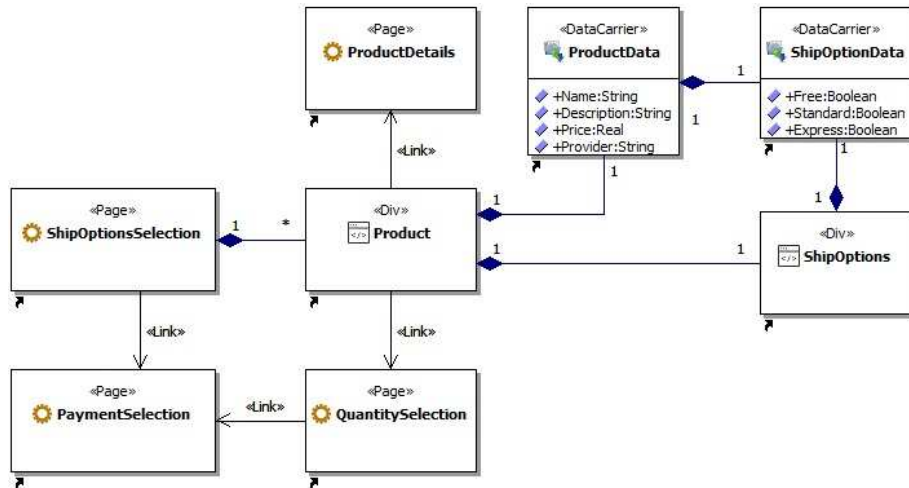 «Page»
ProductDetails
«DataCarrier»
ProductData
+Name:String
+Description:String
+Price:Real
+Provider:String
1
1
«DataCarrier»
ShipOptionData
+Free:Boolean
+Standard:Boolean
+Express:Boolean
«Link»
1
1
«Page»
ShipOptionsSelection
1
*
«Div»
Product
1
1
1
1
«Div»
ShipOptions
«Link»
«Link»
«Page»
PaymentSelection
«Link»
«Page»
QuantitySelection